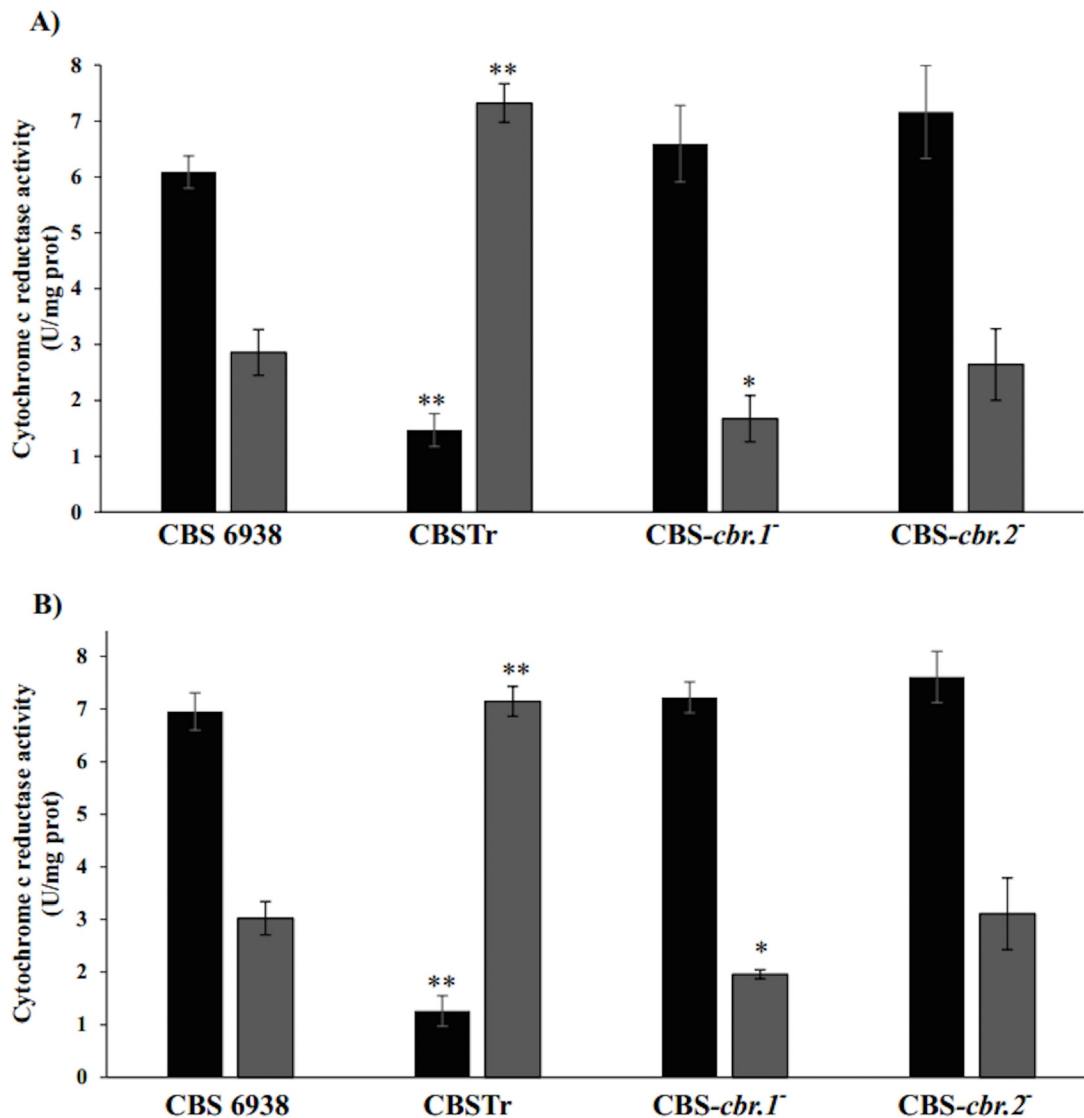 A)
Cytochrome c reductase activity
(U/mg prot)
8
7
6
5
4
3
2
1
0
**
**
*
CBS 6938
CBSTr
CBS-cbr.1⁻
CBS-cbr.2⁻
B)
Cytochrome c reductase activity
(U/mg prot)
8
7
6
5
4
3
2
1
0
**
**
*
CBS 6938
CBSTr
CBS-cbr.1⁻
CBS-cbr.2⁻